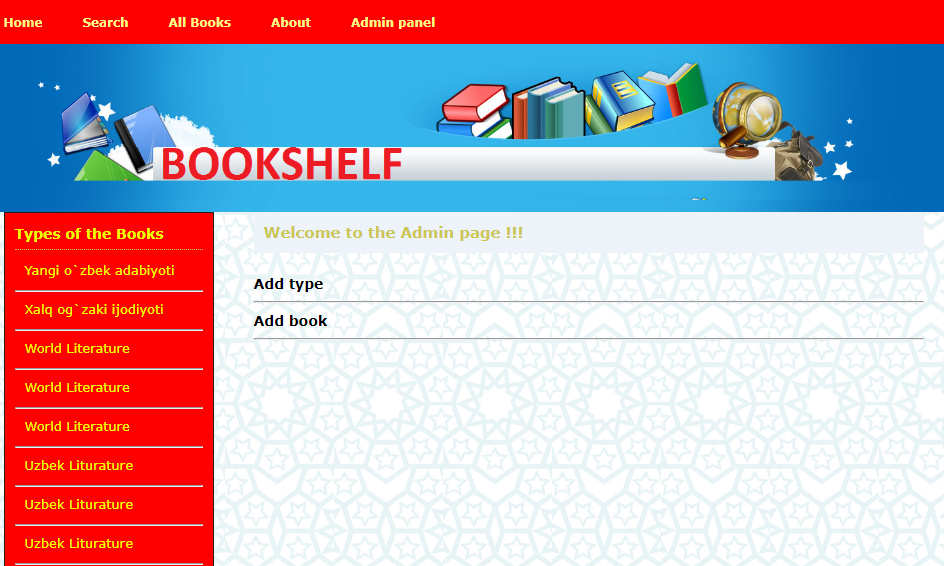 Home Search All Books About Admin panel
BOOKSHELF
Types of the Books
Yangi o`zbek adabiyoti
Xalq og`zaki ijodiyoti
World Literature
World Literature
World Literature
Uzbek Liturature
Uzbek Liturature
Uzbek Liturature
Welcome to the Admin page !!!
Add type
Add book